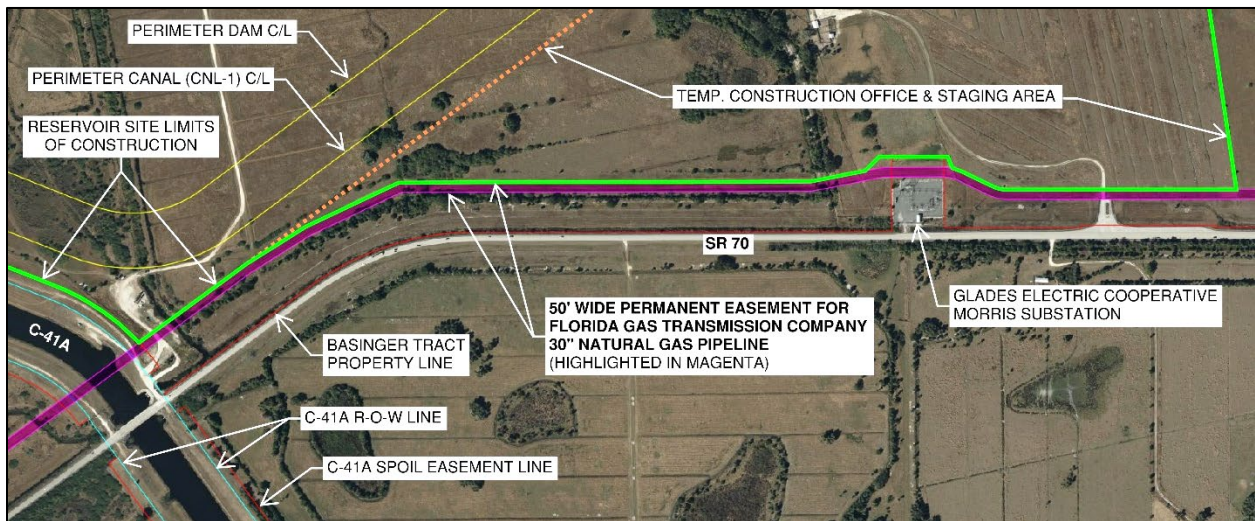 PERIMETER DAM C/L
PERIMETER CANAL (CNL-1) C/L
RESERVOIR SITE LIMITS
OF CONSTRUCTION
TEMP. CONSTRUCTION OFFICE & STAGING AREA
SR 70
C-41A
BASINGER TRACT
PROPERTY LINE
50' WIDE PERMANENT EASEMENT FOR
FLORIDA GAS TRANSMISSION COMPANY
30" NATURAL GAS PIPELINE
(HIGHLIGHTED IN MAGENTA)
GLADES ELECTRIC COOPERATIVE
MORRIS SUBSTATION
C-41A R-O-W LINE
C-41A SPOIL EASEMENT LINE